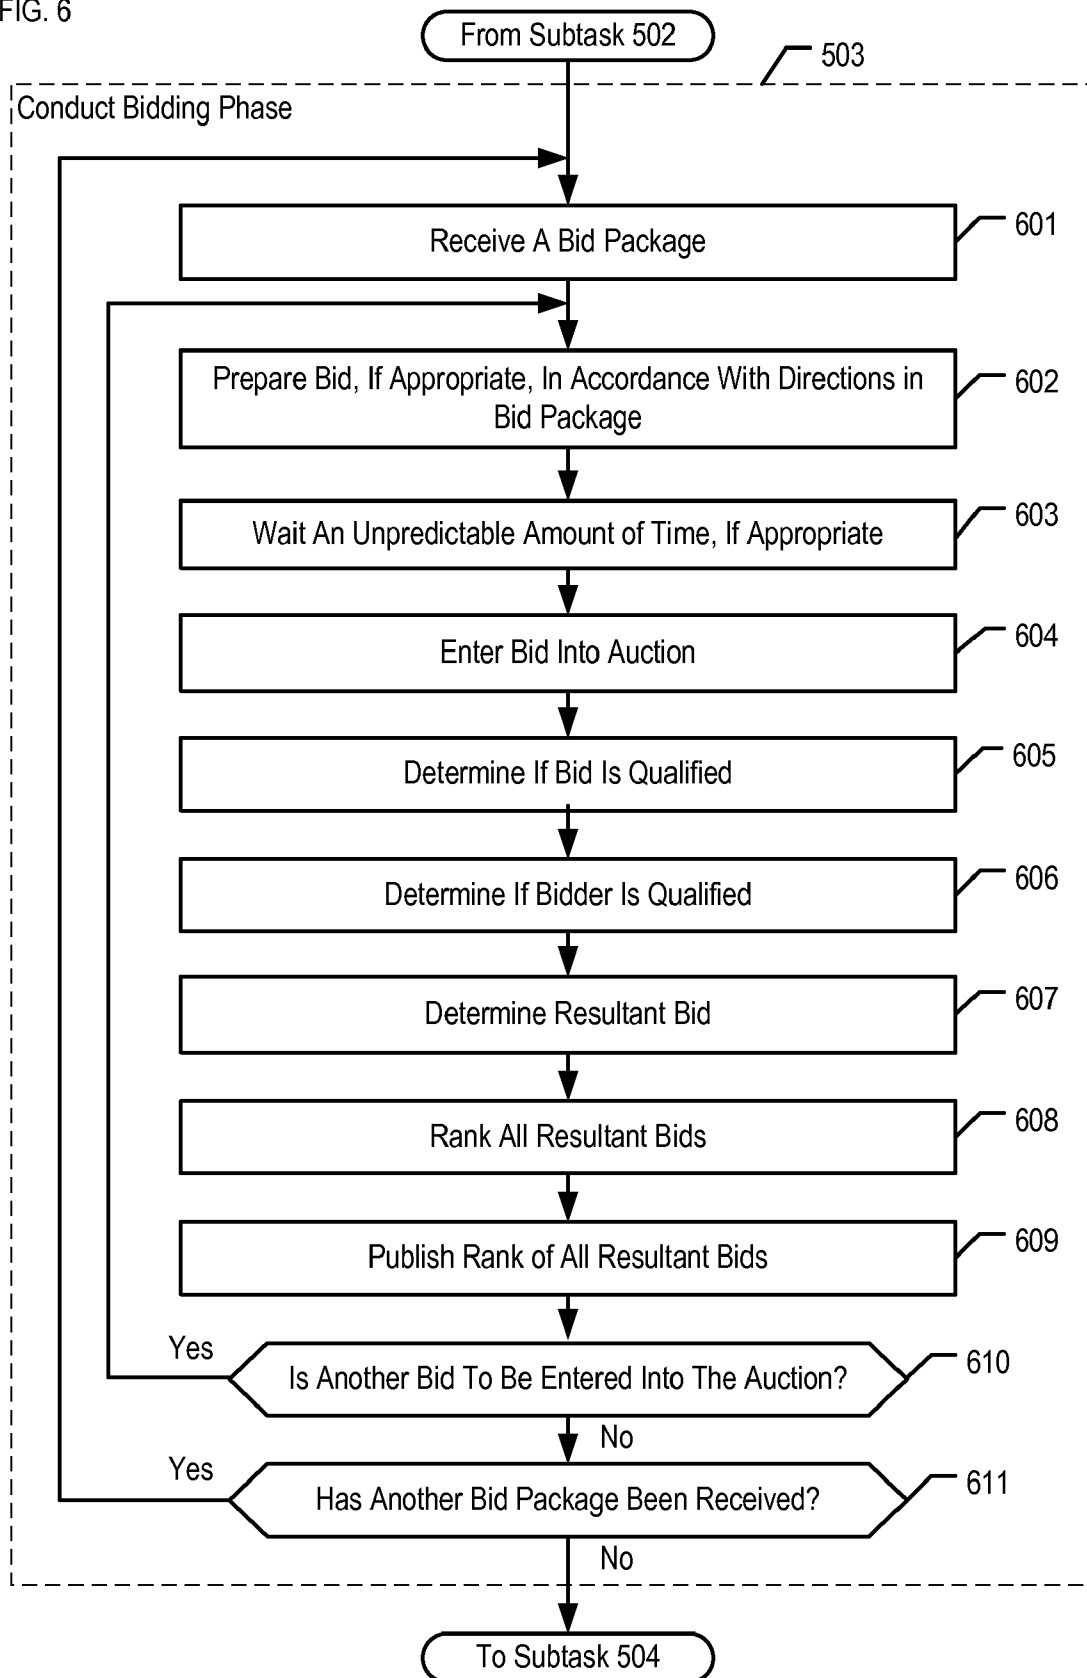 FIG. 6
From Subtask 502
503
Conduct Bidding Phase
Receive A Bid Package
601
Prepare Bid, If Appropriate, In Accordance With Directions in
Bid Package
602
Wait An Unpredictable Amount of Time, If Appropriate
603
Enter Bid Into Auction
604
Determine If Bid Is Qualified
605
Determine If Bidder Is Qualified
606
Determine Resultant Bid
607
Rank All Resultant Bids
608
Publish Rank of All Resultant Bids
609
Yes
Is Another Bid To Be Entered Into The Auction?
610
No
Yes
Has Another Bid Package Been Received?
611
No
To Subtask 504